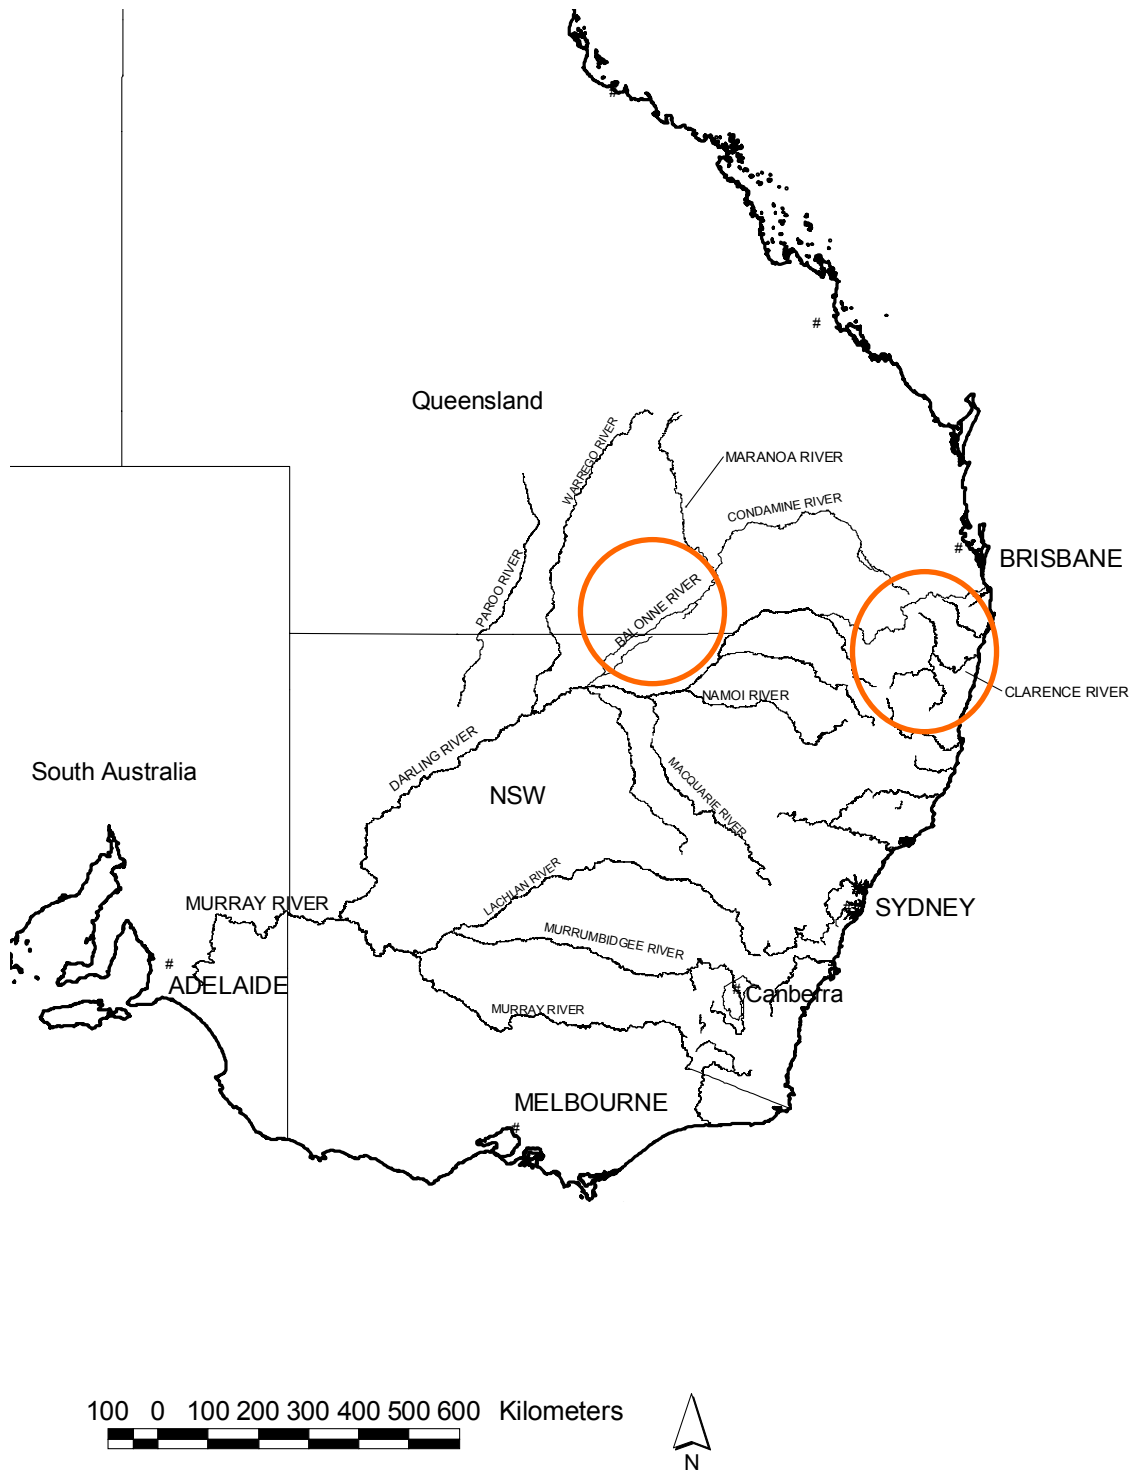 #
#
Queensland
WARREGO RIVER
MARANOA RIVER
CONDAMINE RIVER
#
BRISBANE
PAROO RIVER
BALONNE RIVER
CLARENCE RIVER
NAMOI RIVER
DARLING RIVER
South Australia
NSW
MACQUARIE RIVER
LACHLAN RIVER
MURRAY RIVER
SYDNEY
MURRUMBIDGEE RIVER
#
ADELAIDE
#
Canberra
MURRAY RIVER
MELBOURNE
#
100 0 100 200 300 400 500 600 Kilometers
N